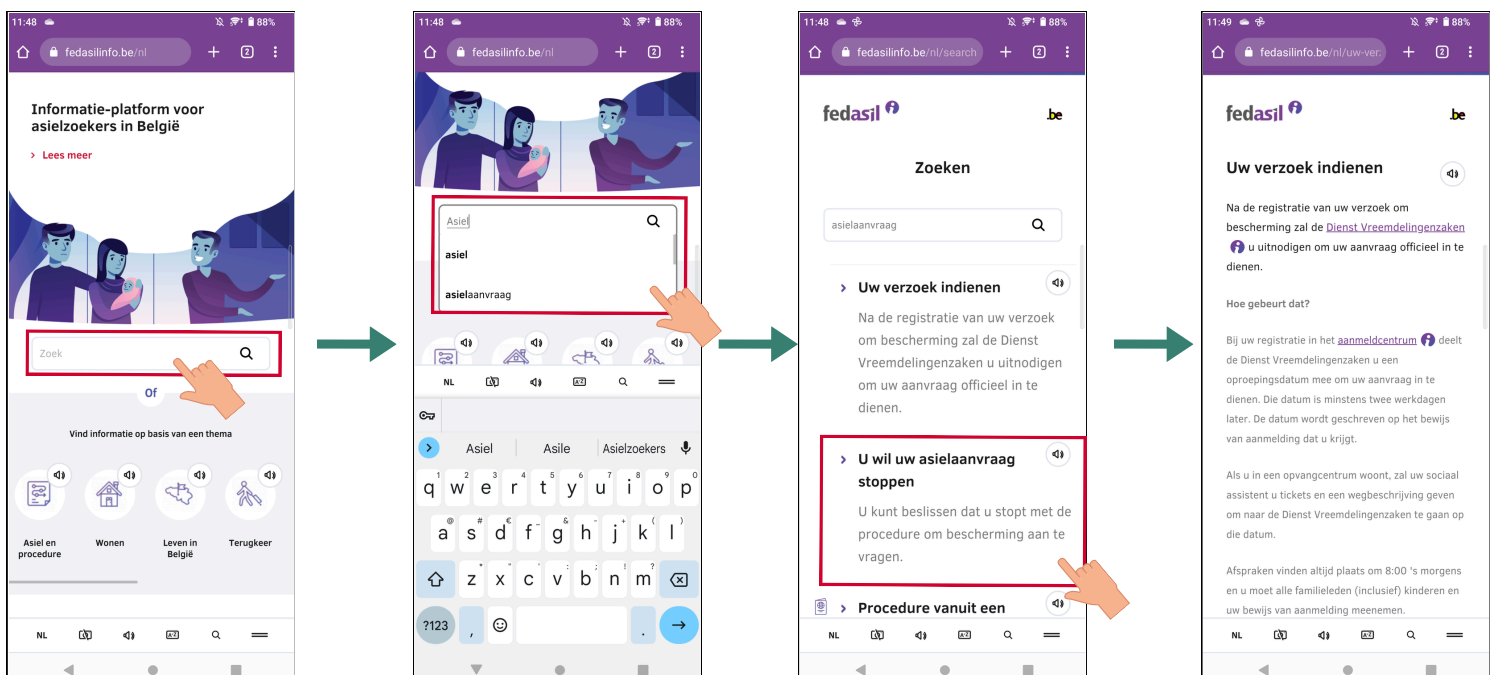 11:48
88%
fedasilinfo.be/nl
2
Informatie-platform voor
asielzoekers in België
Lees meer
Zoek
Of
Vind informatie op basis van een thema
Asiel en
procedure
Wonen
Leven in
België
Terugkeer
NL
A-Z
11:48
88%
fedasilinfo.be/nl
2
Asiel
asiel
asielaanvraag
NL
A-Z
Asiel
Asile
Asielzoekers
q1 w2 e3 r4 t5 y6 u7 i8 o9 p0
a@ s# d€ f_ g& h- j+ k( l)
z* x" c' v: b; n! m?
?123 , .
11:48
88%
fedasilinfo.be/nl/search
2
fedasil
.be
Zoeken
asielaanvraag
Uw verzoek indienen
Na de registratie van uw verzoek
om bescherming zal de Dienst
Vreemdelingenzaken u uitnodigen
om uw aanvraag officieel in te
dienen.
U wil uw asielaanvraag
stoppen
U kunt beslissen dat u stopt met de
procedure om bescherming aan te
vragen.
Procedure vanuit een
NL
A-Z
11:49
88%
fedasilinfo.be/nl/uw-ver
2
fedasil
.be
Uw verzoek indienen
Na de registratie van uw verzoek om
bescherming zal de Dienst Vreemdelingenzaken
u uitnodigen om uw aanvraag officieel in te
dienen.
Hoe gebeurt dat?
Bij uw registratie in het aanmeldcentrum deelt
de Dienst Vreemdelingenzaken u een
oproepingsdatum mee om uw aanvraag in te
dienen. Die datum is minstens twee werkdagen
later. De datum wordt geschreven op het bewijs
van aanmelding dat u krijgt.
Als u in een opvangcentrum woont, zal uw sociaal
assistent u tickets en een wegbeschrijving geven
om naar de Dienst Vreemdelingenzaken te gaan op
die datum.
Afspraken vinden altijd plaats om 8:00 's morgens
en u moet alle familieleden (inclusief) kinderen en
uw bewijs van aanmelding meenemen.
NL
A-Z